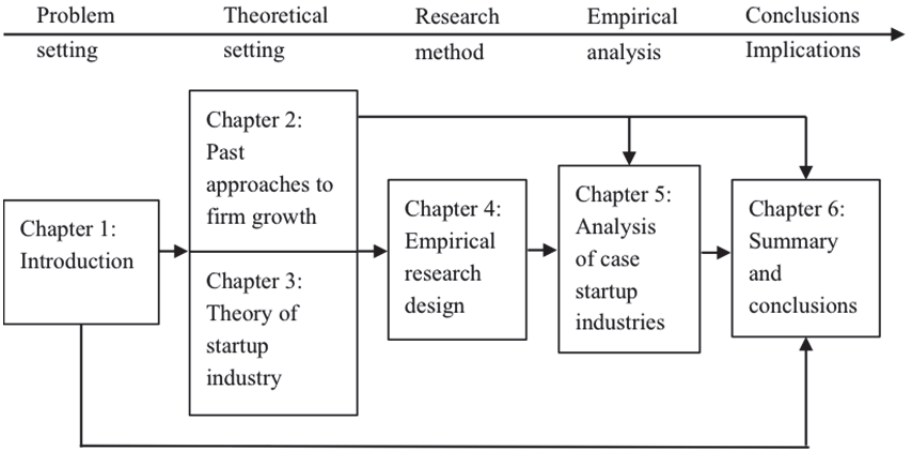 Problem
setting
Theoretical
setting
Research
method
Empirical
analysis
Conclusions
Implications
Chapter 1:
Introduction
Chapter 2:
Past
approaches to
firm growth
Chapter 3:
Theory of
startup
industry
Chapter 4:
Empirical
research
design
Chapter 5:
Analysis
of case
startup
industries
Chapter 6:
Summary
and
conclusions